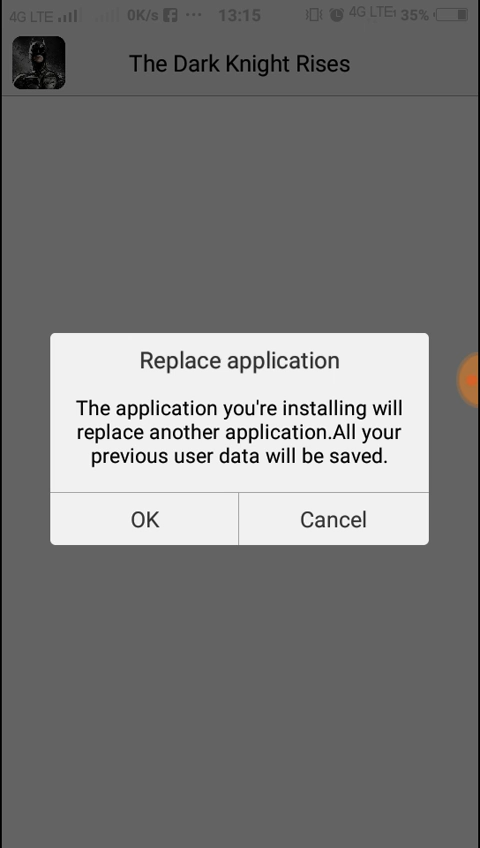 4G LTE 0K/s ... 13:15 4G LTE 35%
The Dark Knight Rises
Replace application
The application you're installing will
replace another application.All your
previous user data will be saved.
OK Cancel